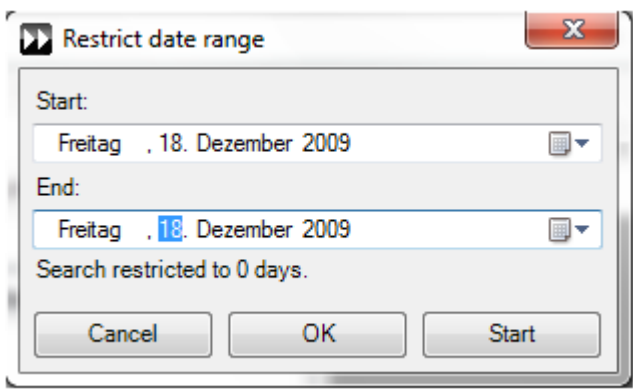 Restrict date range
Start:
Freitag , 18. Dezember 2009
End:
Freitag , 18. Dezember 2009
Search restricted to 0 days.
Cancel OK Start